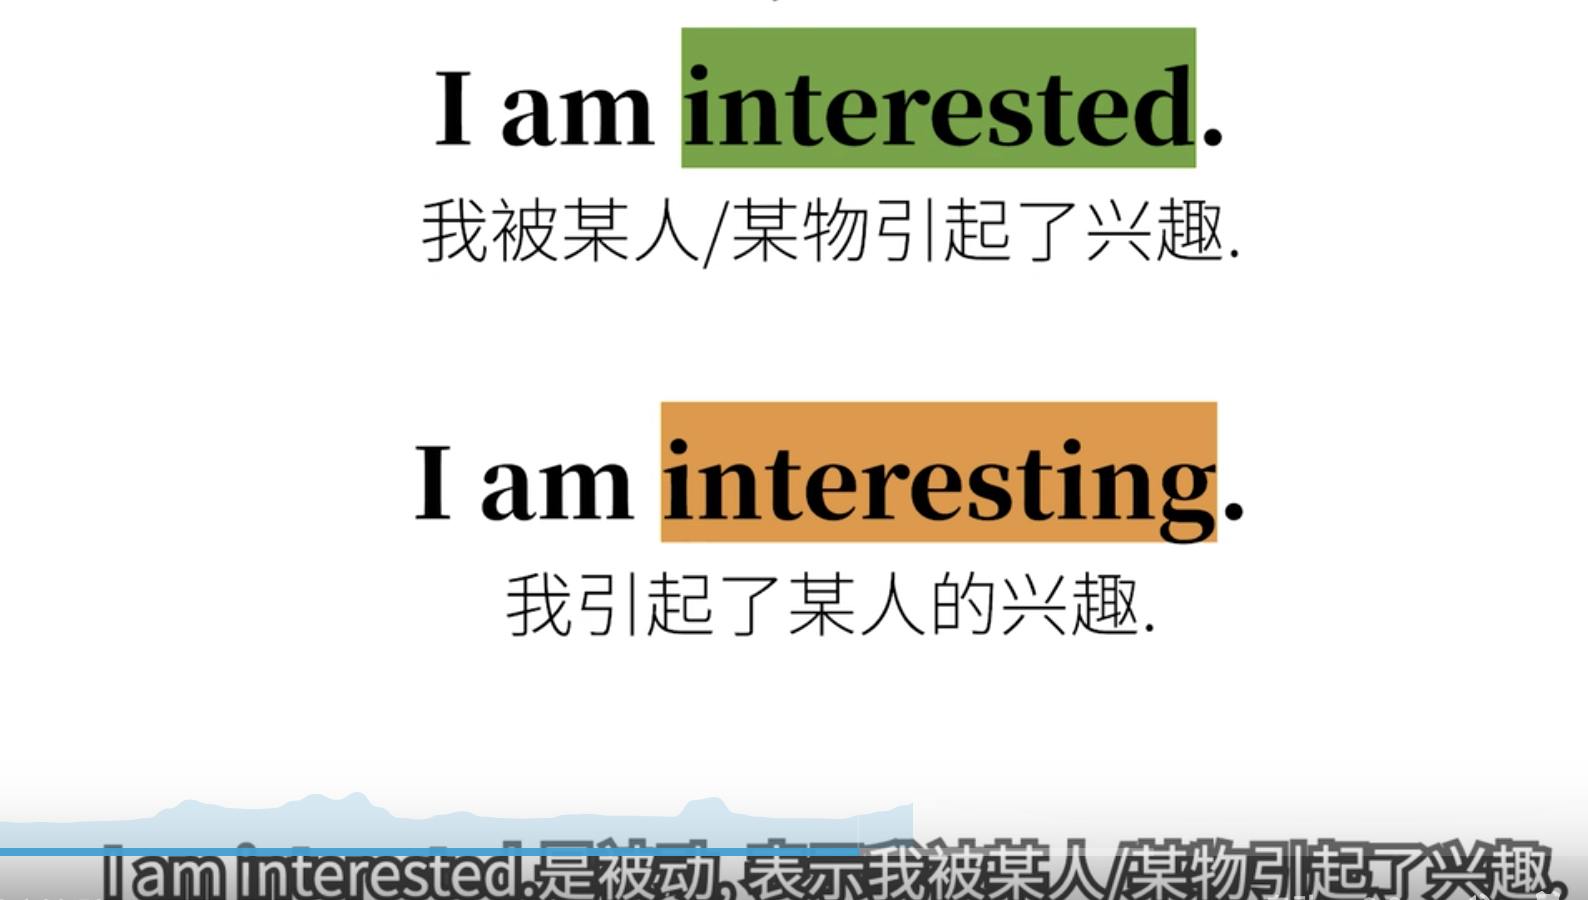 I am interested.
我被某人/某物引起了兴趣.
I am interesting.
我引起了某人的兴趣.
I am interested.是被动,表示我被某人/某物引起了兴趣,